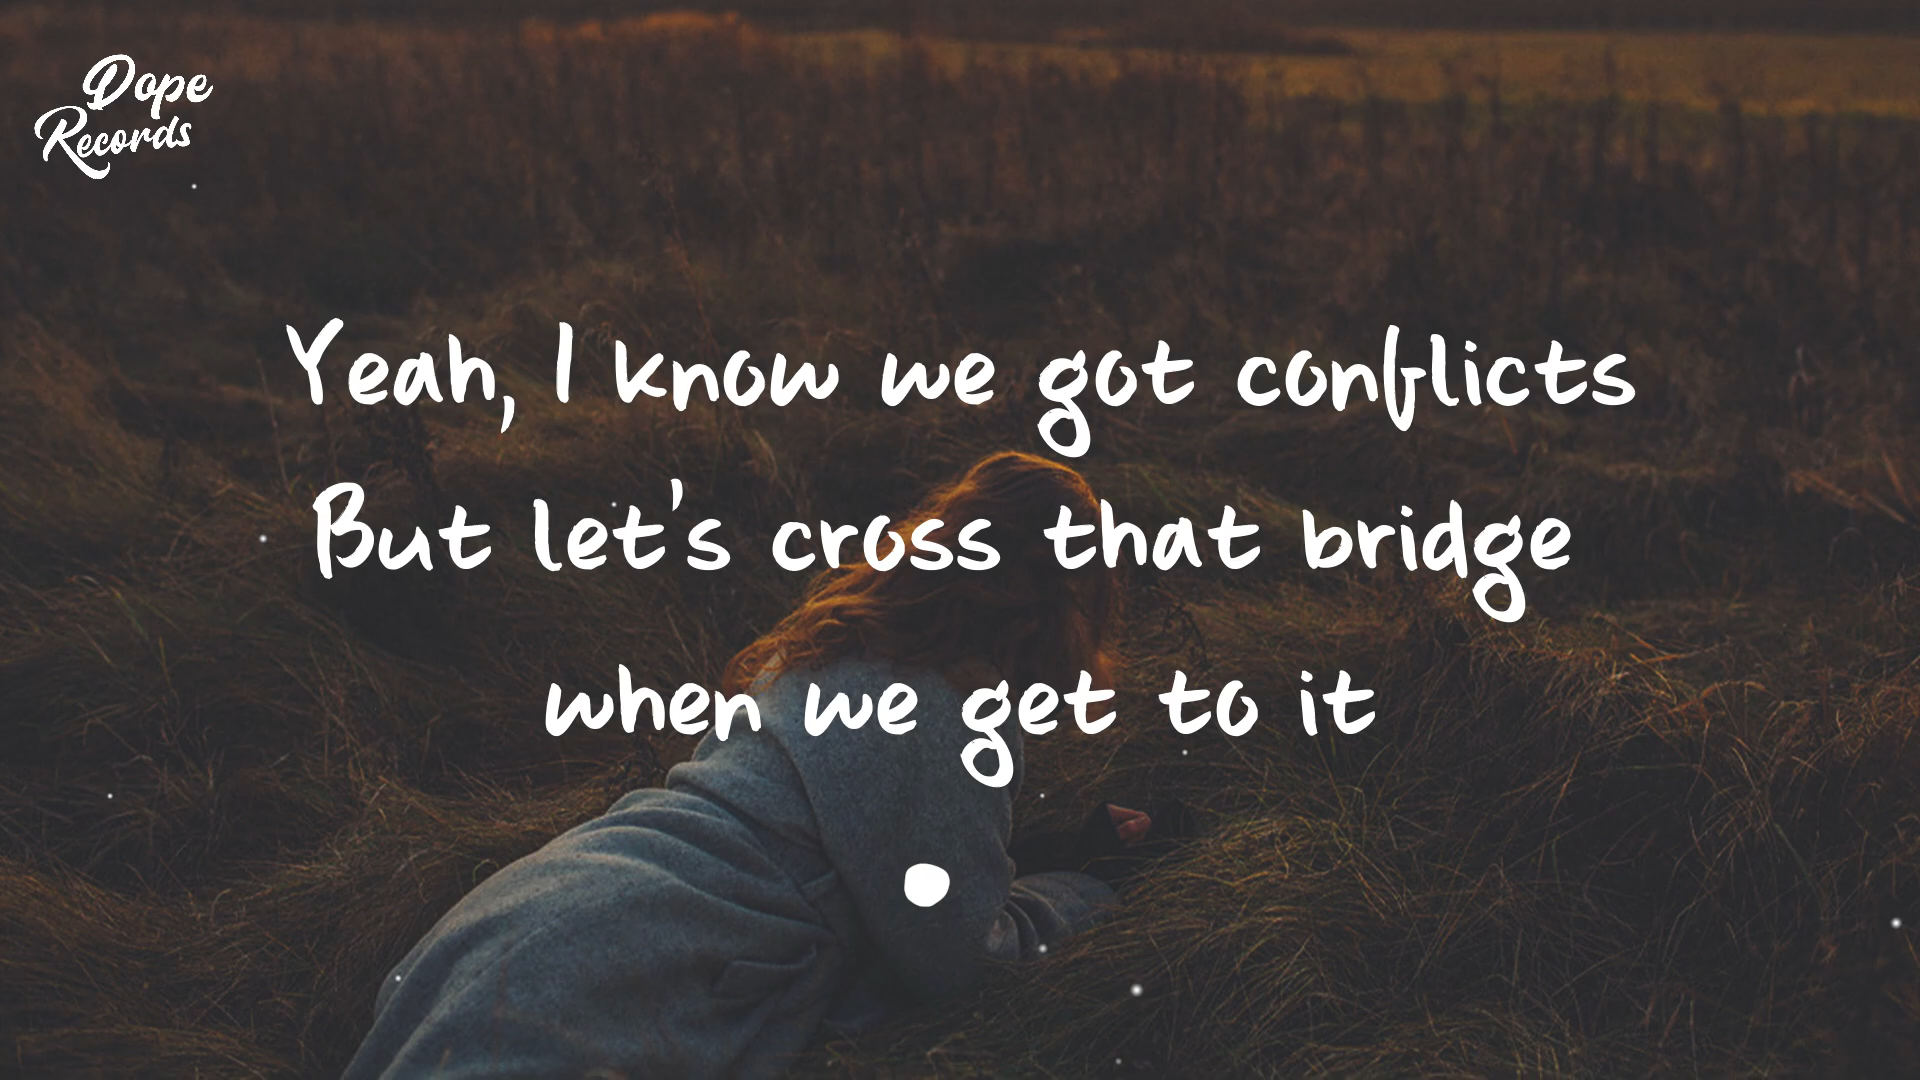 Dope
Records
Yeah, I know we got conflicts
But let's cross that bridge
when we get to it